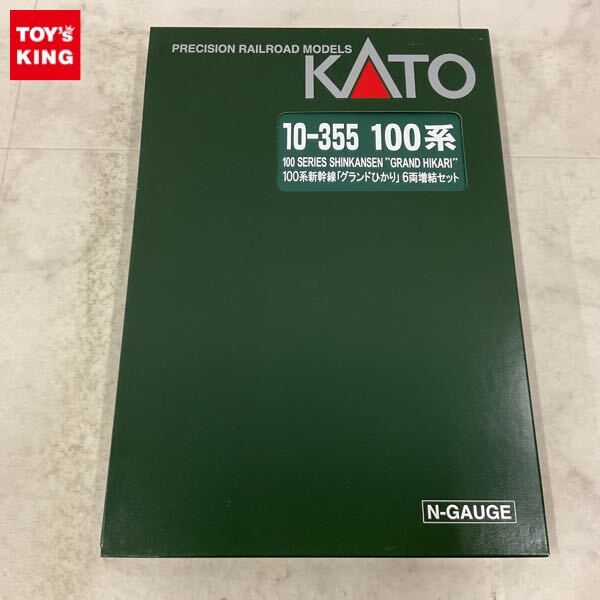 TOY's
KING
PRECISION RAILROAD MODELS
KATO
10-355 100系
100 SERIES SHINKANSEN "GRAND HIKARI"
100系新幹線「グランドひかり」6両増結セット
N-GAUGE